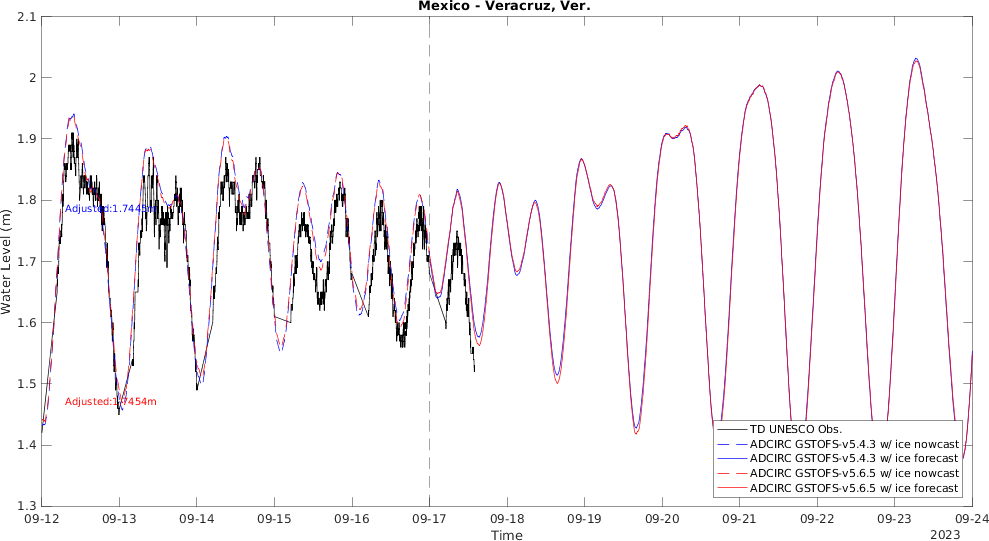 Mexico - Veracruz, Ver.
2.1
2
1.9
1.8
1.7
1.6
1.5
1.4
1.3
Water Level (m)
Adjusted:1.7445m
Adjusted:1.7454m
TD UNESCO Obs.
ADCIRC GSTOFS-v5.4.3 w/ ice nowcast
ADCIRC GSTOFS-v5.4.3 w/ ice forecast
ADCIRC GSTOFS-v5.6.5 w/ ice nowcast
ADCIRC GSTOFS-v5.6.5 w/ ice forecast
09-12 09-13 09-14 09-15 09-16 09-17 09-18 09-19 09-20 09-21 09-22 09-23 09-24
Time
2023